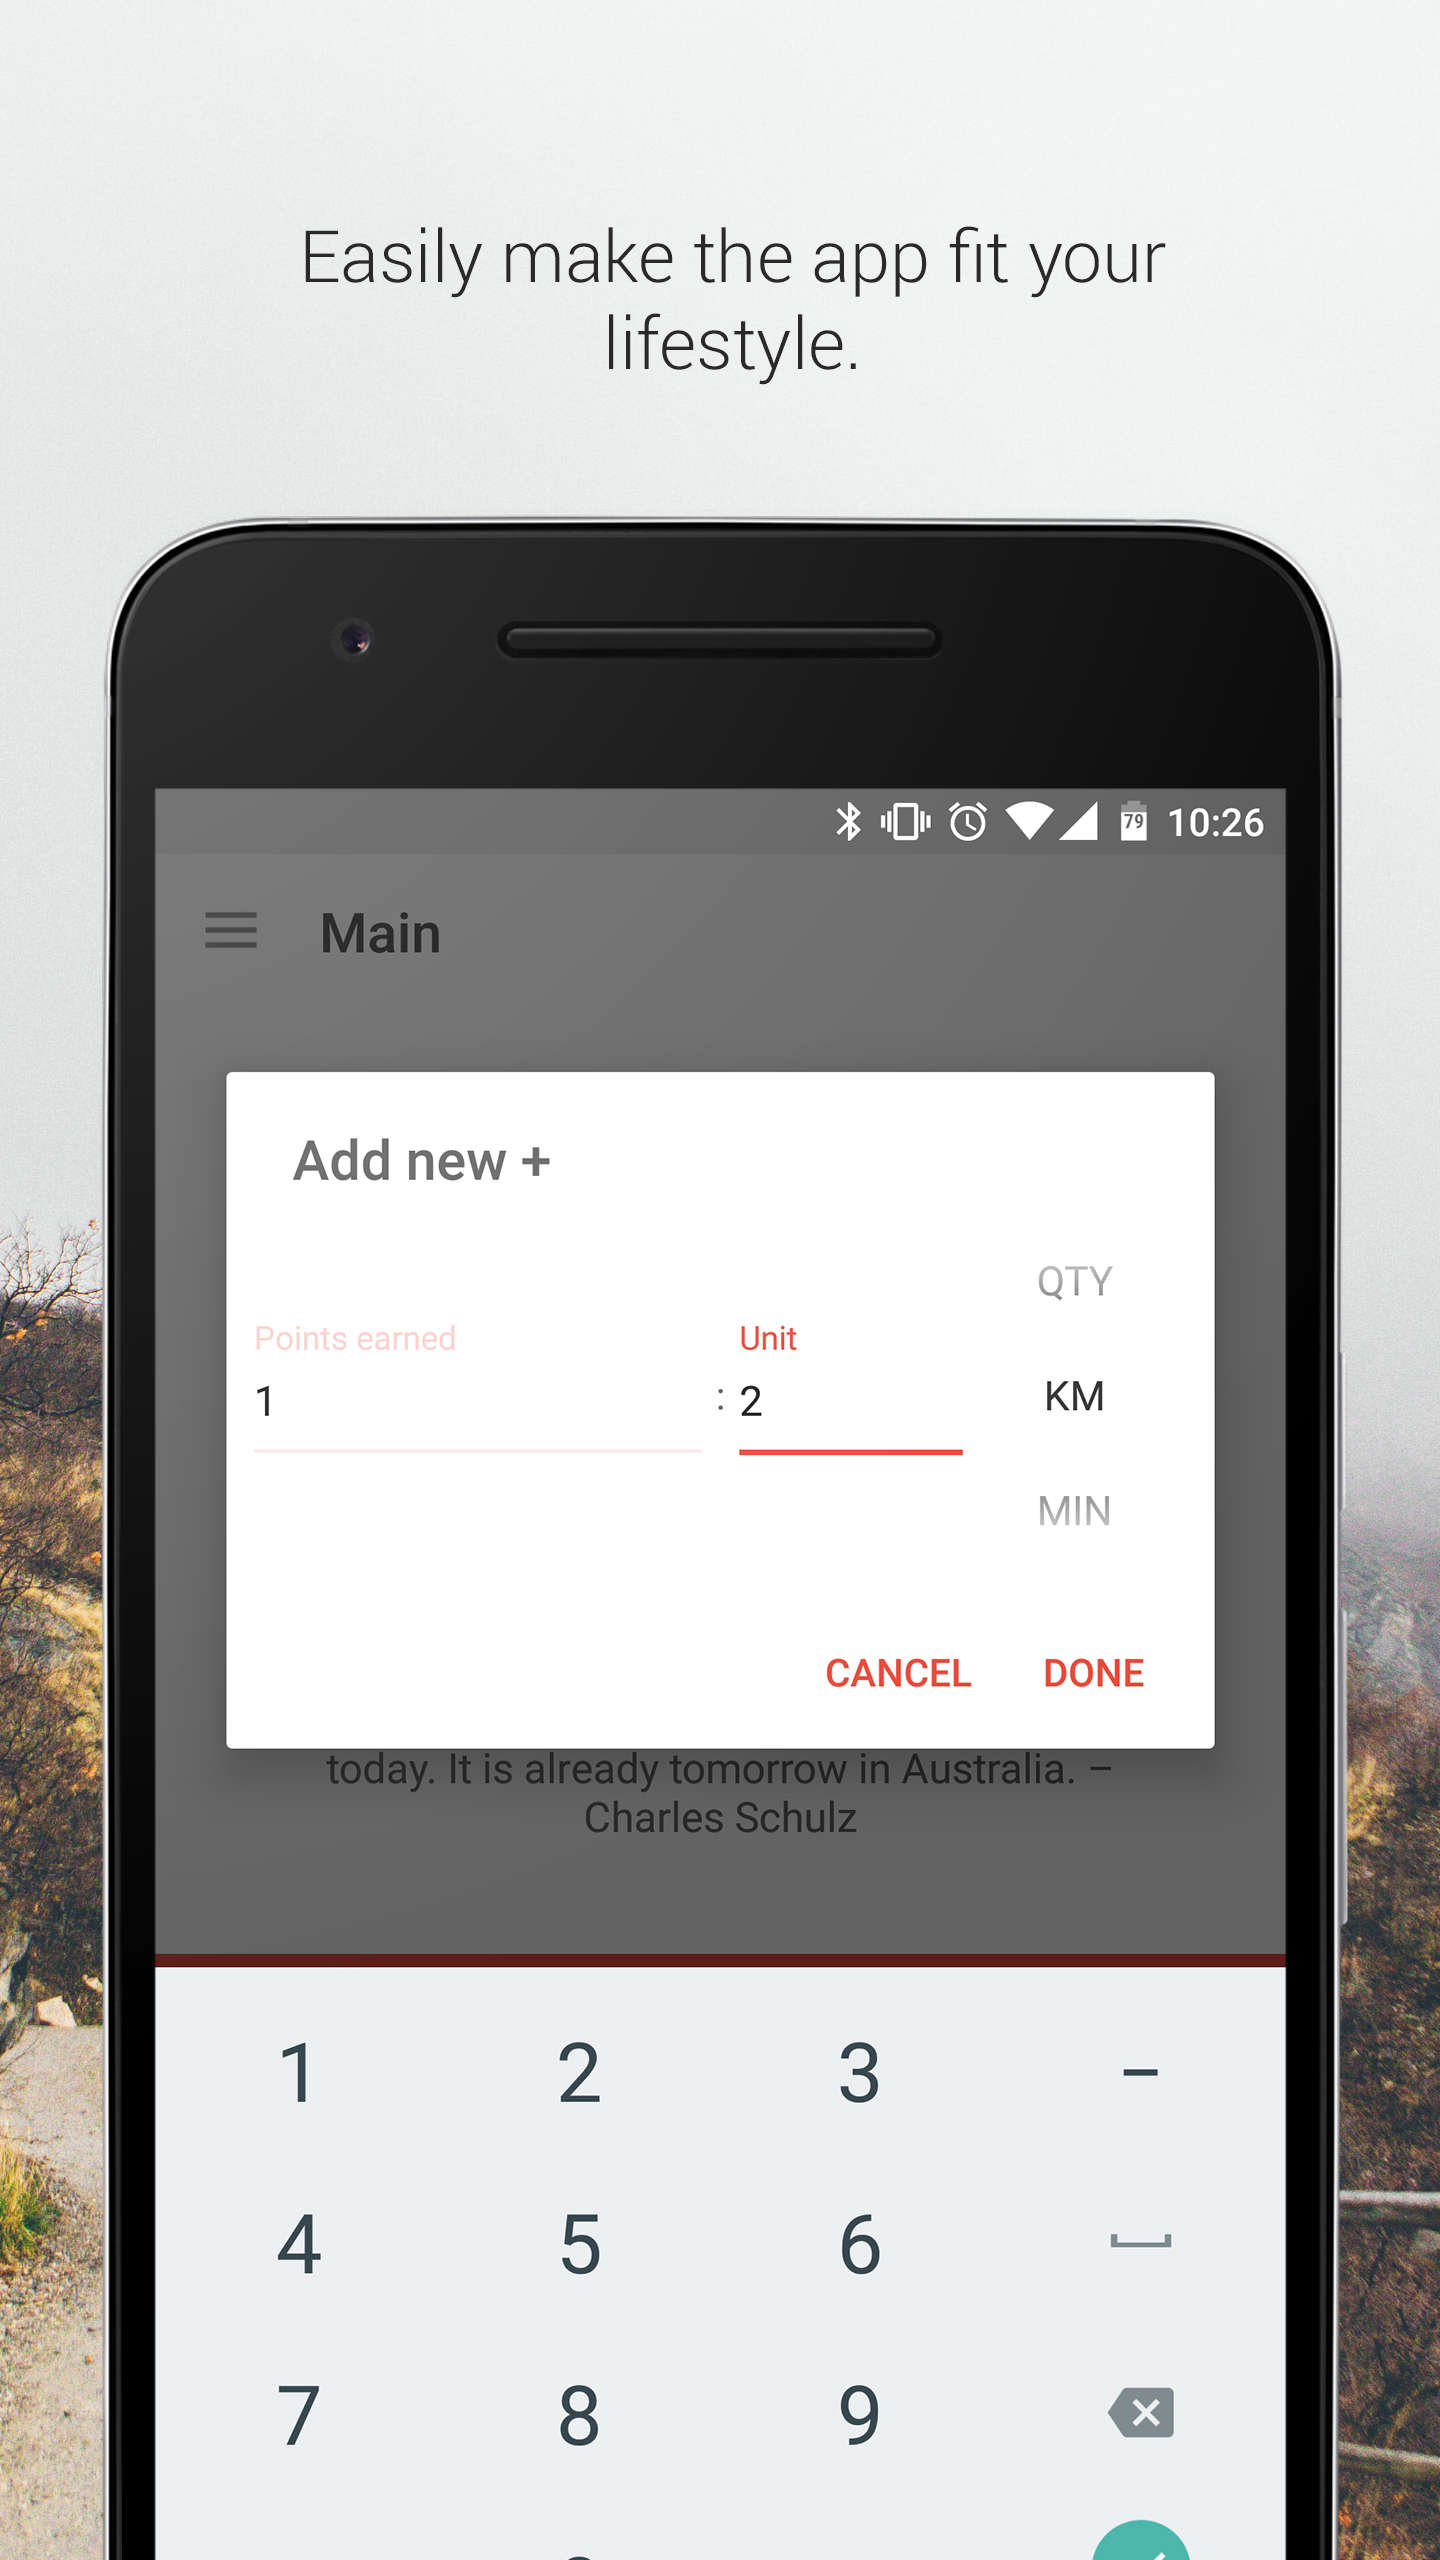 Easily make the app fit your
lifestyle.
79 10:26
Main
Add new +
QTY
Points earned
Unit
1 : 2
KM
MIN
CANCEL DONE
today. It is already tomorrow in Australia. –
Charles Schulz
1 2 3 –
4 5 6
7 8 9